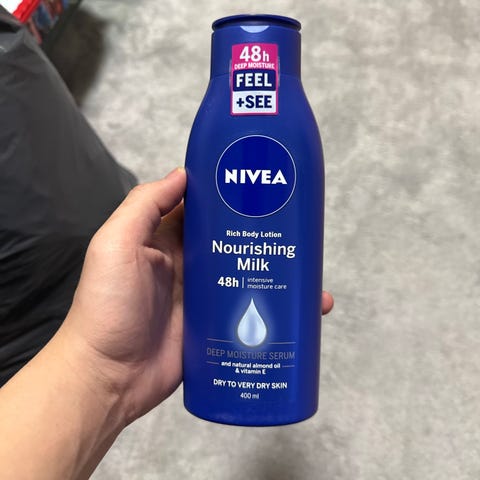 48h
DEEP MOISTURE
FEEL
+SEE
NIVEA
Rich Body Lotion
Nourishing
Milk
48h | intensive
moisture care
DEEP MOISTURE SERUM
and natural almond oil
& vitamin E
DRY TO VERY DRY SKIN
400 ml